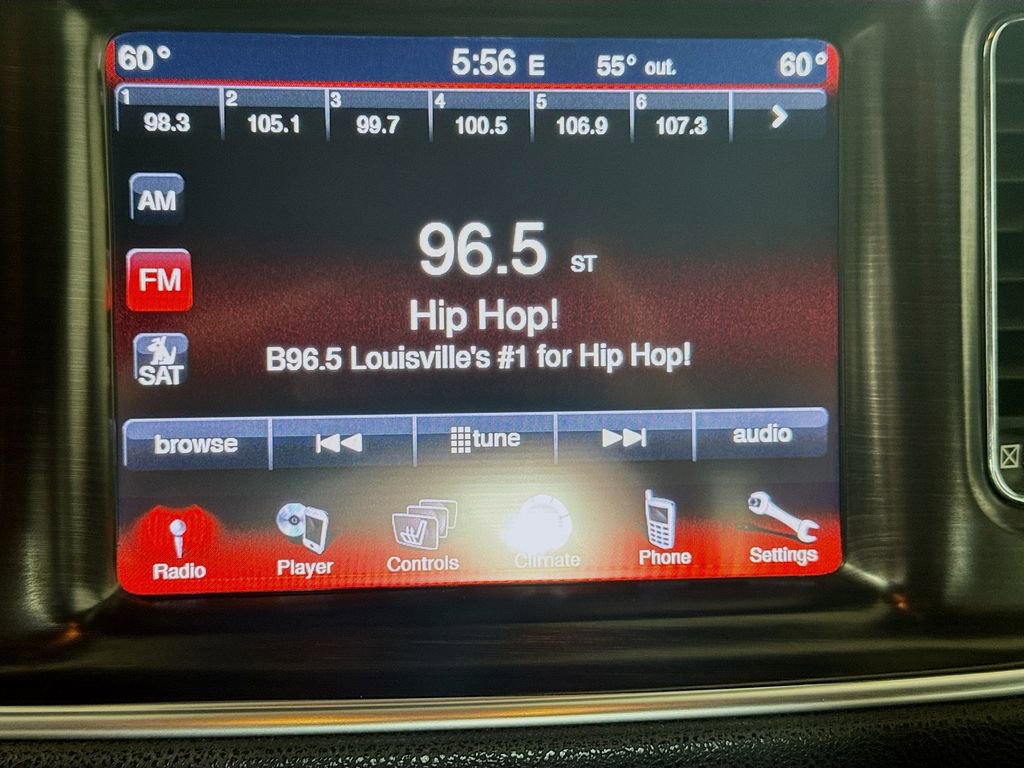 60° 5:56 E 55° out. 60°
1 2 3 4 5 6
98.3 105.1 99.7 100.5 106.9 107.3
AM
96.5 ST
FM
Hip Hop!
B96.5 Louisville's #1 for Hip Hop!
SAT
browse tune audio
Radio Player Controls Climate Phone Settings